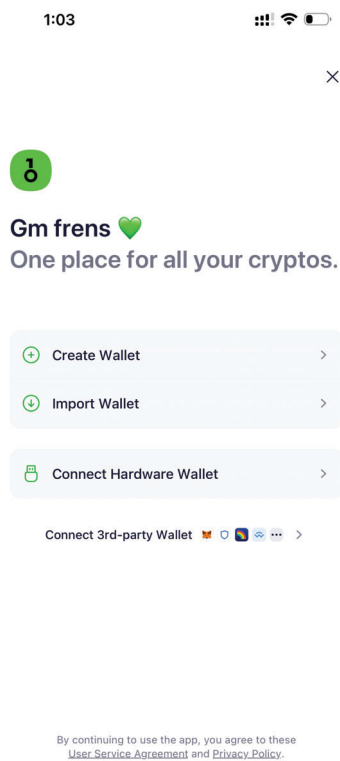 1:03
Gm frens 💚
One place for all your cryptos.
Create Wallet
Import Wallet
Connect Hardware Wallet
Connect 3rd-party Wallet
By continuing to use the app, you agree to these
User Service Agreement and Privacy Policy.